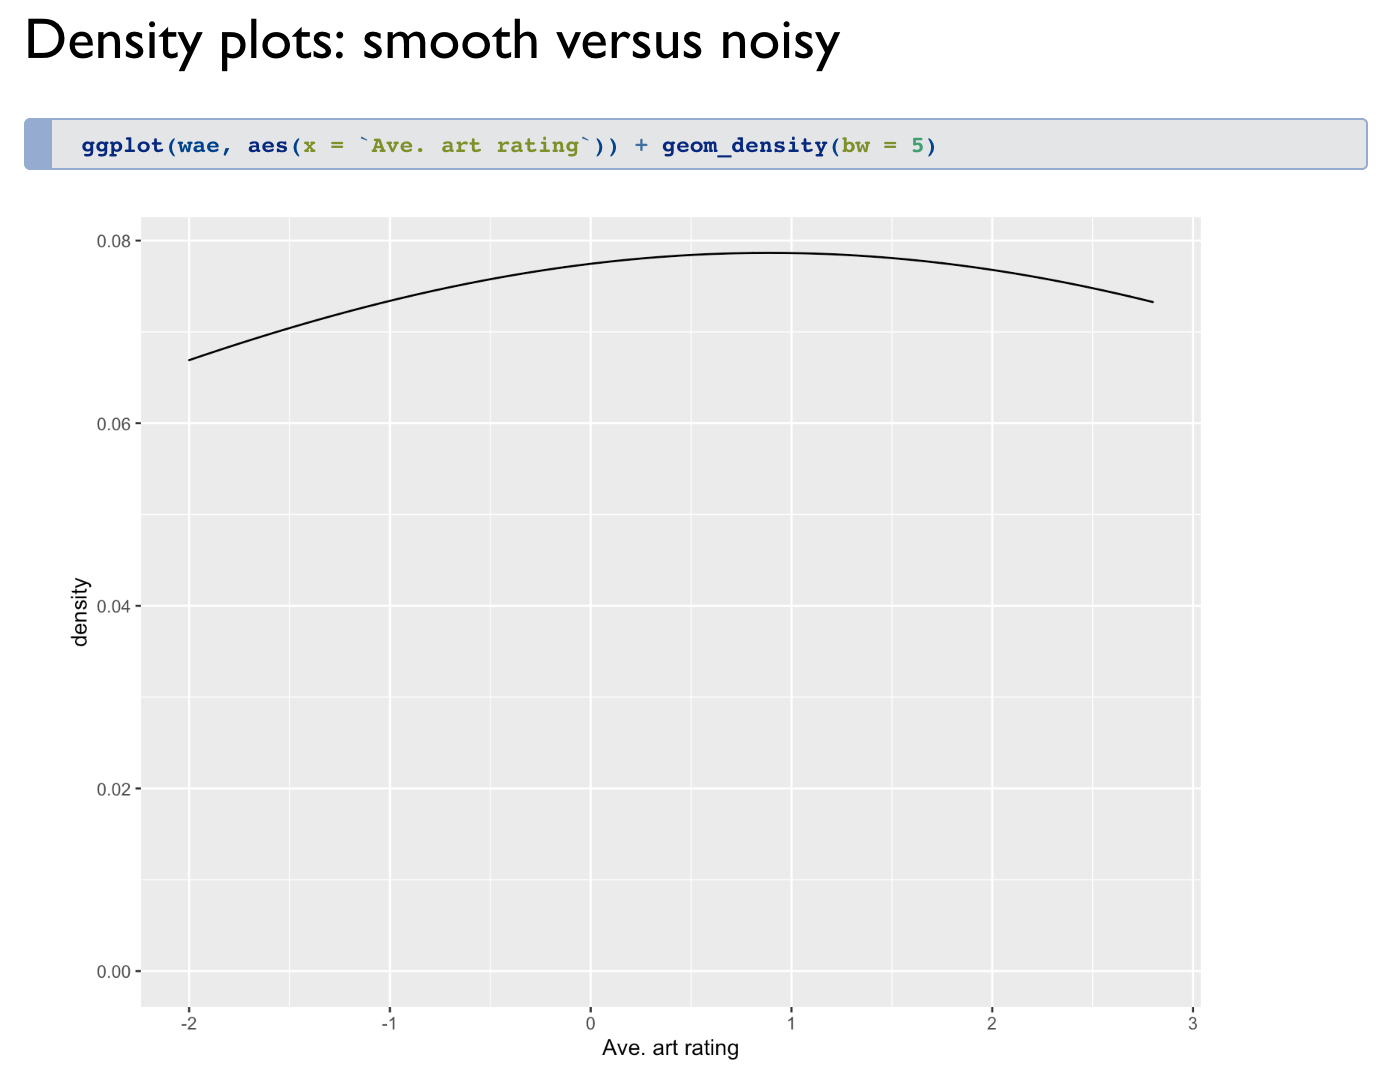 Density plots: smooth versus noisy
ggplot(wae, aes(x = `Ave. art rating`)) + geom_density(bw = 5)
0.08
0.06
0.04
0.02
0.00
density
-2 -1 0 1 2 3
Ave. art rating